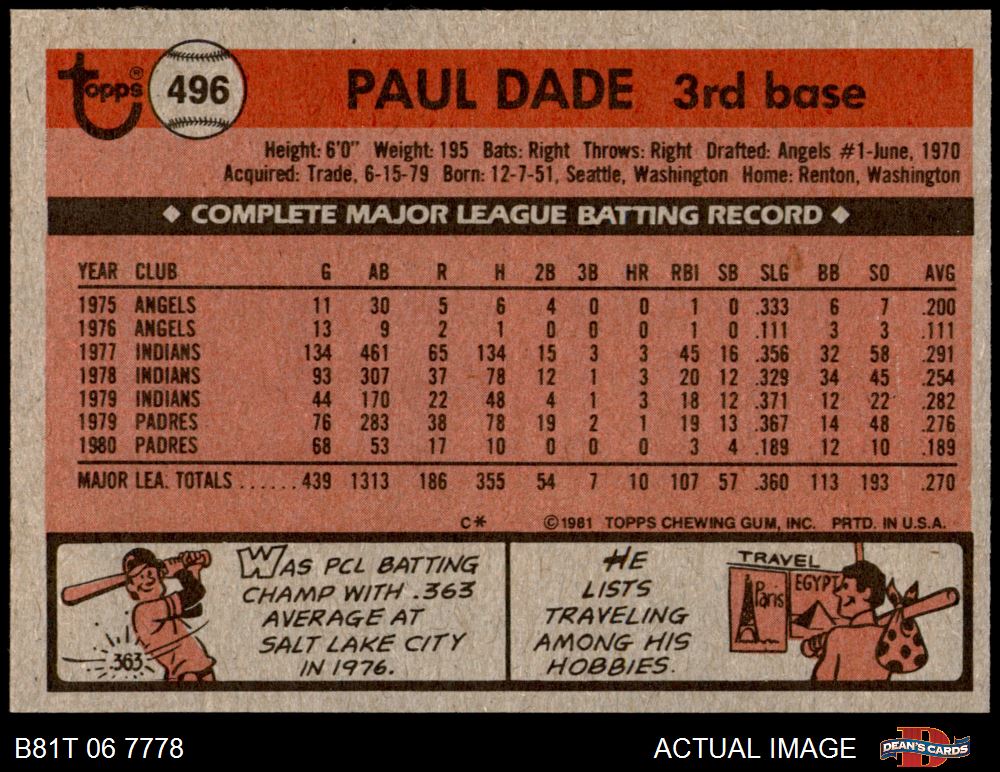 Topps® 496 PAUL DADE 3rd base
Height: 6'0" Weight: 195 Bats: Right Throws: Right Drafted: Angels #1-June, 1970
Acquired: Trade, 6-15-79 Born: 12-7-51, Seattle, Washington Home: Renton, Washington
◆ COMPLETE MAJOR LEAGUE BATTING RECORD ◆
YEAR CLUB G AB R H 2B 3B HR RBI SB SLG BB SO AVG
1975 ANGELS 11 30 5 6 4 0 0 1 0 .333 6 7 .200
1976 ANGELS 13 9 2 1 0 0 0 1 0 .111 3 3 .111
1977 INDIANS 134 461 65 134 15 3 3 45 16 .356 32 58 .291
1978 INDIANS 93 307 37 78 12 1 3 20 12 .329 34 45 .254
1979 INDIANS 44 170 22 48 4 1 3 18 12 .371 12 22 .282
1979 PADRES 76 283 38 78 19 2 1 19 13 .367 14 48 .276
1980 PADRES 68 53 17 10 0 0 0 3 4 .189 12 10 .189
MAJOR LEA. TOTALS ...... 439 1313 186 355 54 7 10 107 57 .360 113 193 .270
C* ©1981 TOPPS CHEWING GUM, INC. PRTD. IN U.S.A.
WAS PCL BATTING
CHAMP WITH .363
AVERAGE AT
SALT LAKE CITY
IN 1976.
363
HE
LISTS
TRAVELING
AMONG HIS
HOBBIES.
TRAVEL
Paris
EGYPT
B81T 06 7778 ACTUAL IMAGE DEAN'S CARDS